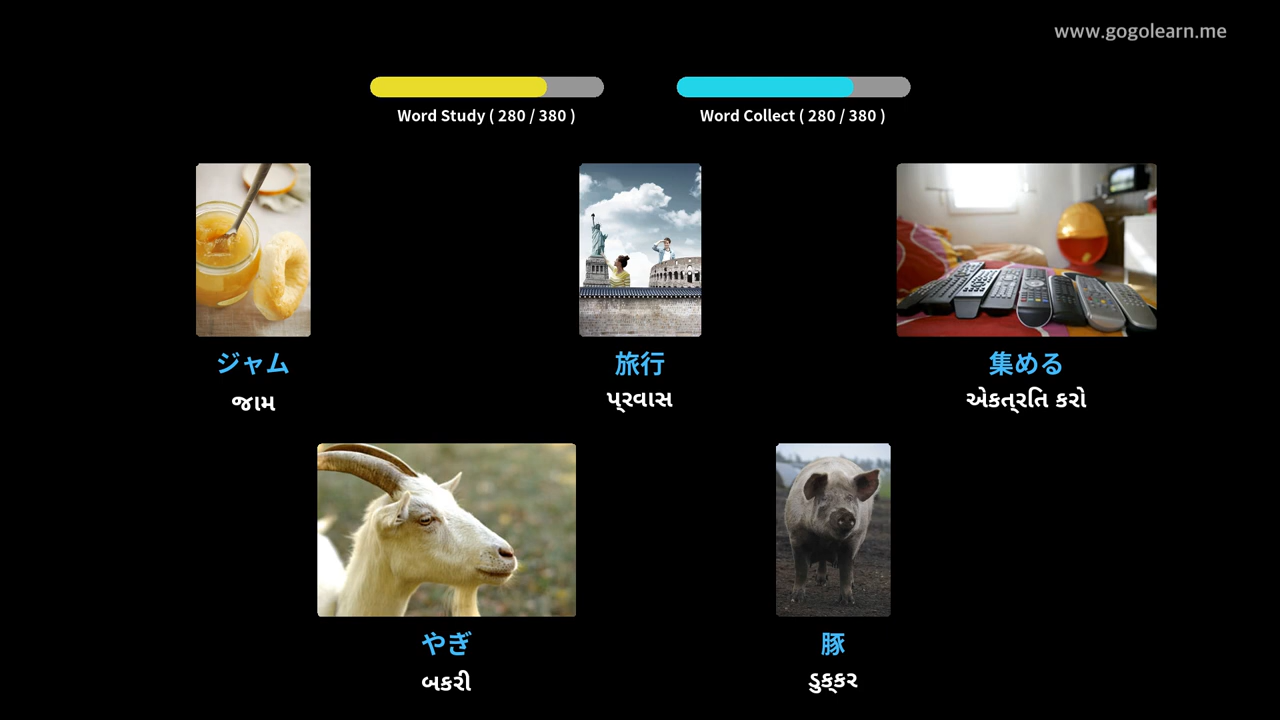 www.gogolearn.me
Word Study ( 280 / 380 )
Word Collect ( 280 / 380 )
ジャム
旅行
集める
જામ
પ્રવાસ
એકત્રતિ કરો
やぎ
豚
બકરી
ડુક્કર